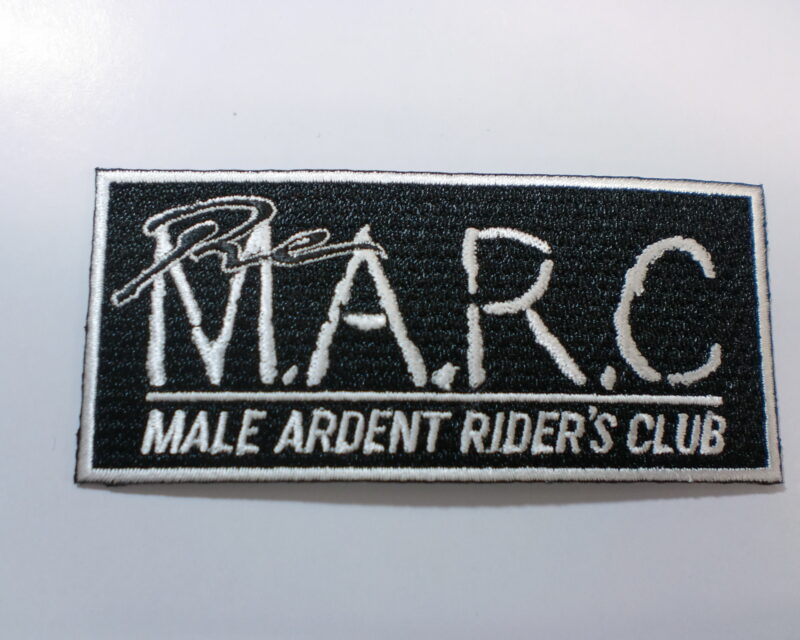 Re
M.A.R.C
MALE ARDENT RIDER'S CLUB